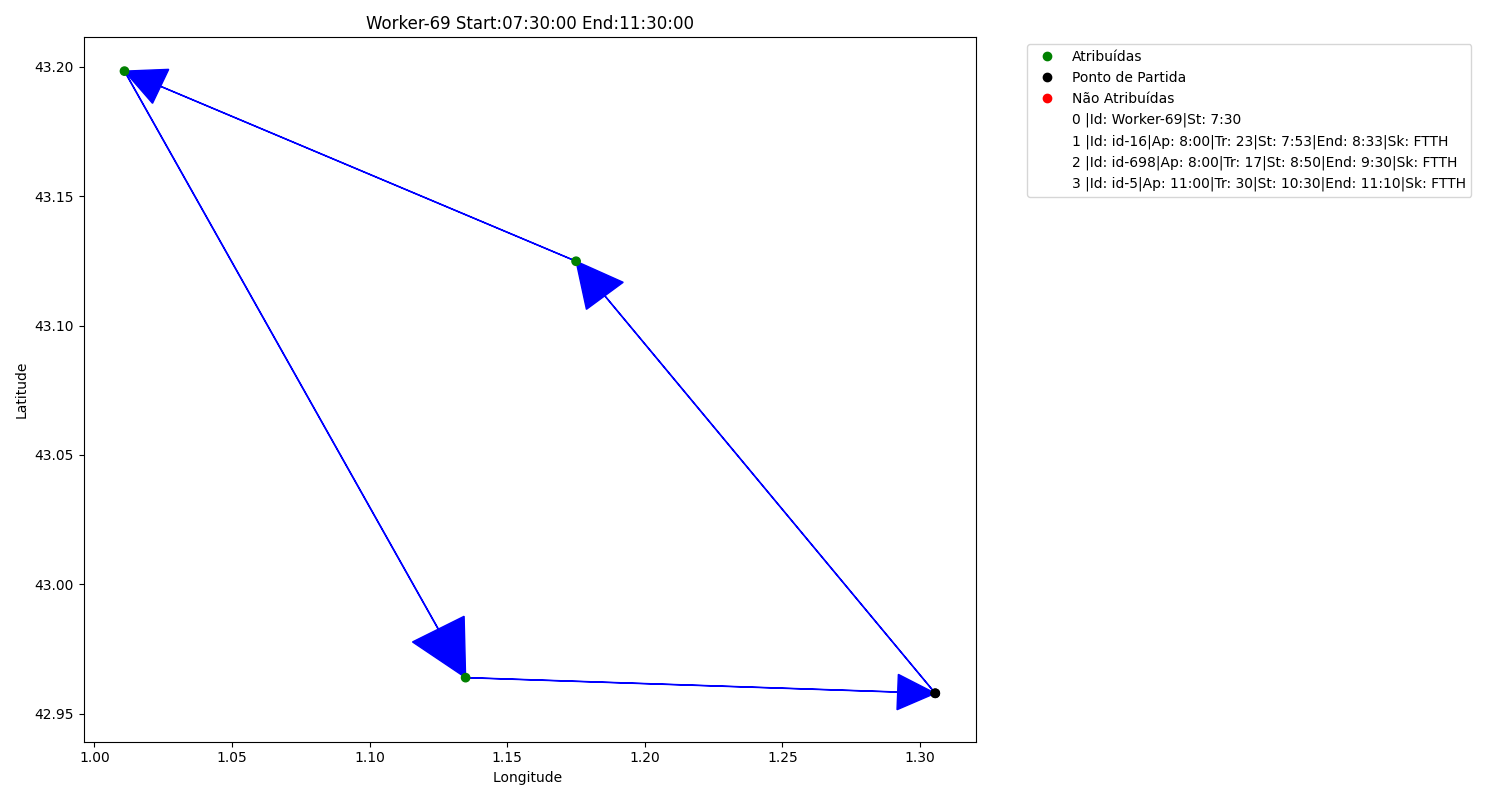 Worker-69 Start:07:30:00 End:11:30:00
43.20
43.15
43.10
43.05
43.00
42.95
Latitude
1.00 1.05 1.10 1.15 1.20 1.25 1.30
Longitude
Atribuídas
Ponto de Partida
Não Atribuídas
0 |Id: Worker-69|St: 7:30
1 |Id: id-16|Ap: 8:00|Tr: 23|St: 7:53|End: 8:33|Sk: FTTH
2 |Id: id-698|Ap: 8:00|Tr: 17|St: 8:50|End: 9:30|Sk: FTTH
3 |Id: id-5|Ap: 11:00|Tr: 30|St: 10:30|End: 11:10|Sk: FTTH